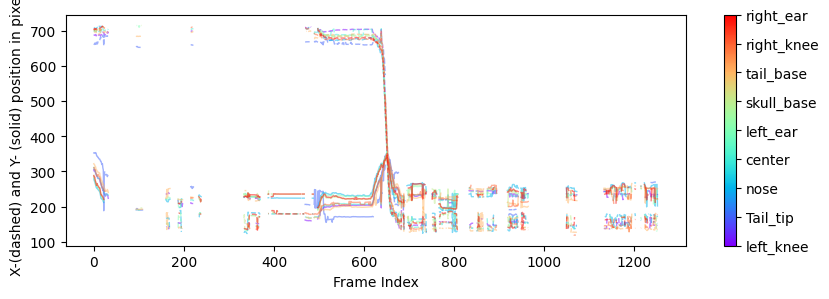 X-(dashed) and Y- (solid) position in pixe
700
600
500
400
300
200
100
0
200
400
600
800
1000
1200
Frame Index
right_ear
right_knee
tail_base
skull_base
left_ear
center
nose
Tail_tip
left_knee